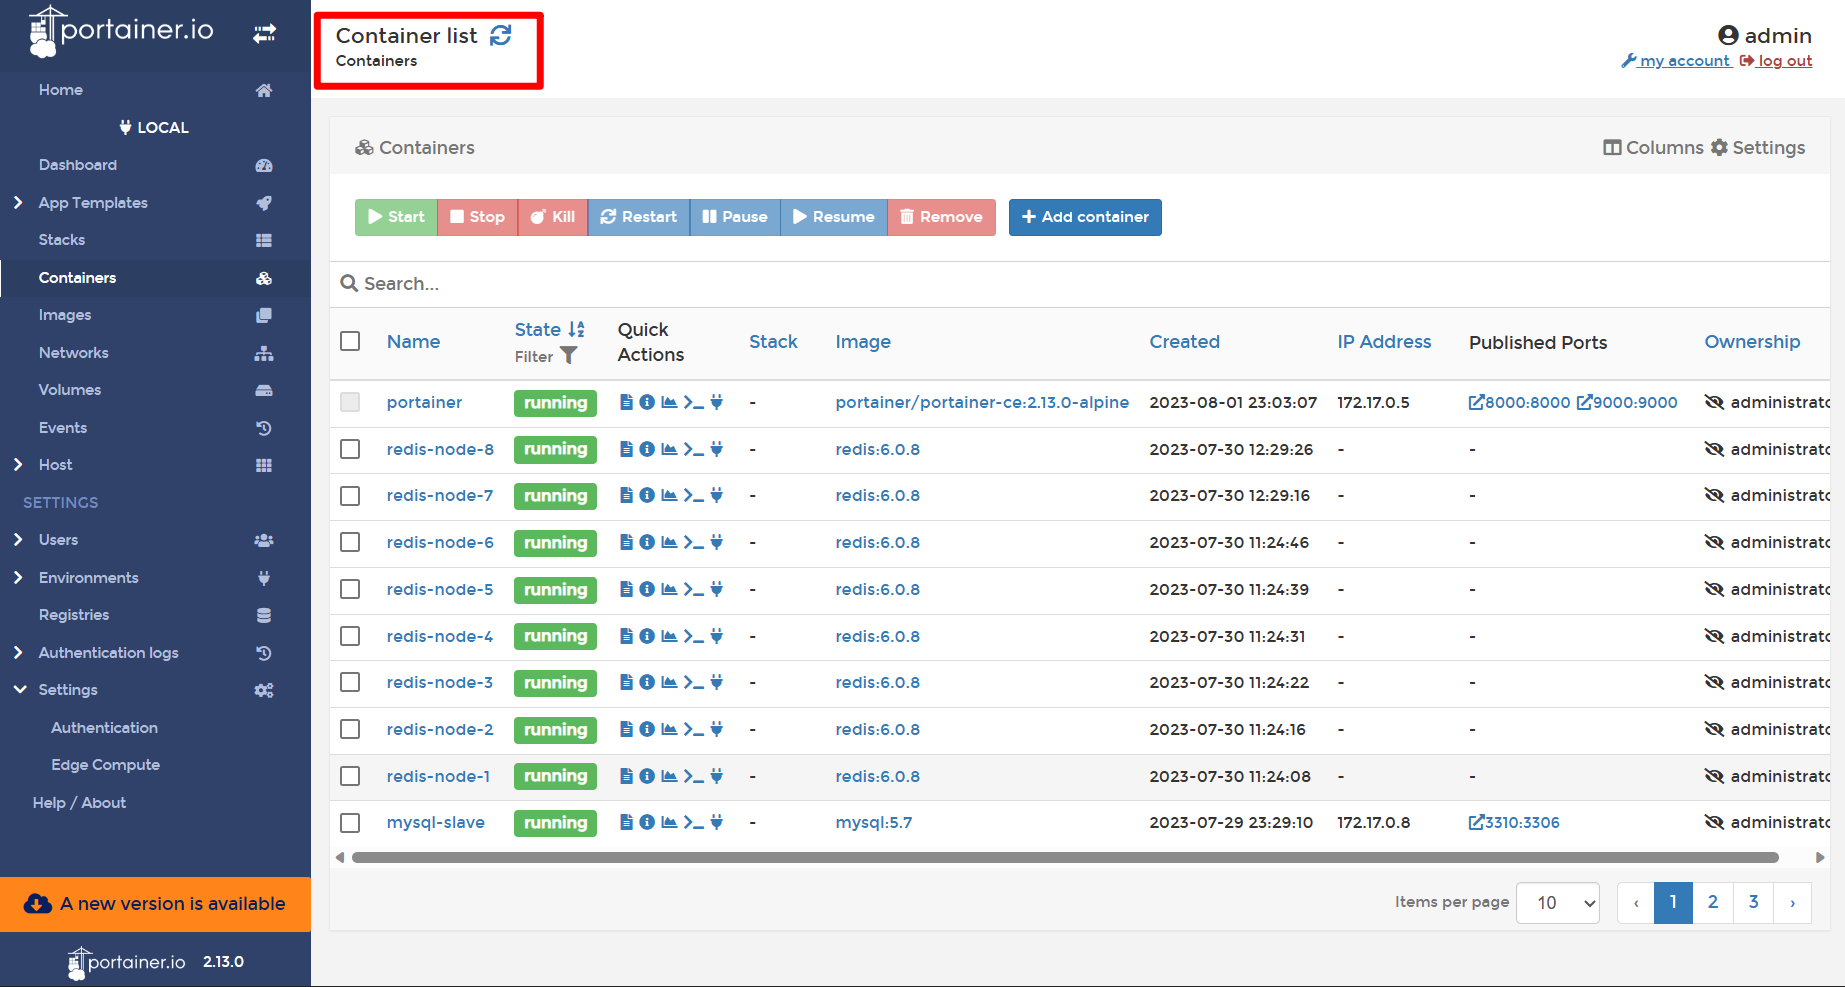 portainer.io
Home
LOCAL
Dashboard
App Templates
Stacks
Containers
Images
Networks
Volumes
Events
Host
SETTINGS
Users
Environments
Registries
Authentication logs
Settings
Authentication
Edge Compute
Help / About
A new version is available
portainer.io 2.13.0
Container list
Containers
admin
my account log out
Containers
Columns Settings
Start Stop Kill Restart Pause Resume Remove Add container
Search...
Name State Filter Quick Actions Stack Image Created IP Address Published Ports Ownership
portainer running - portainer/portainer-ce:2.13.0-alpine 2023-08-01 23:03:07 172.17.0.5 8000:8000 9000:9000 administrato
redis-node-8 running - redis:6.0.8 2023-07-30 12:29:26 - - administrato
redis-node-7 running - redis:6.0.8 2023-07-30 12:29:16 - - administrato
redis-node-6 running - redis:6.0.8 2023-07-30 11:24:46 - - administrato
redis-node-5 running - redis:6.0.8 2023-07-30 11:24:39 - - administrato
redis-node-4 running - redis:6.0.8 2023-07-30 11:24:31 - - administrato
redis-node-3 running - redis:6.0.8 2023-07-30 11:24:22 - - administrato
redis-node-2 running - redis:6.0.8 2023-07-30 11:24:16 - - administrato
redis-node-1 running - redis:6.0.8 2023-07-30 11:24:08 - - administrato
mysql-slave running - mysql:5.7 2023-07-29 23:29:10 172.17.0.8 3310:3306 administrato
Items per page 10 ‹ 1 2 3 ›